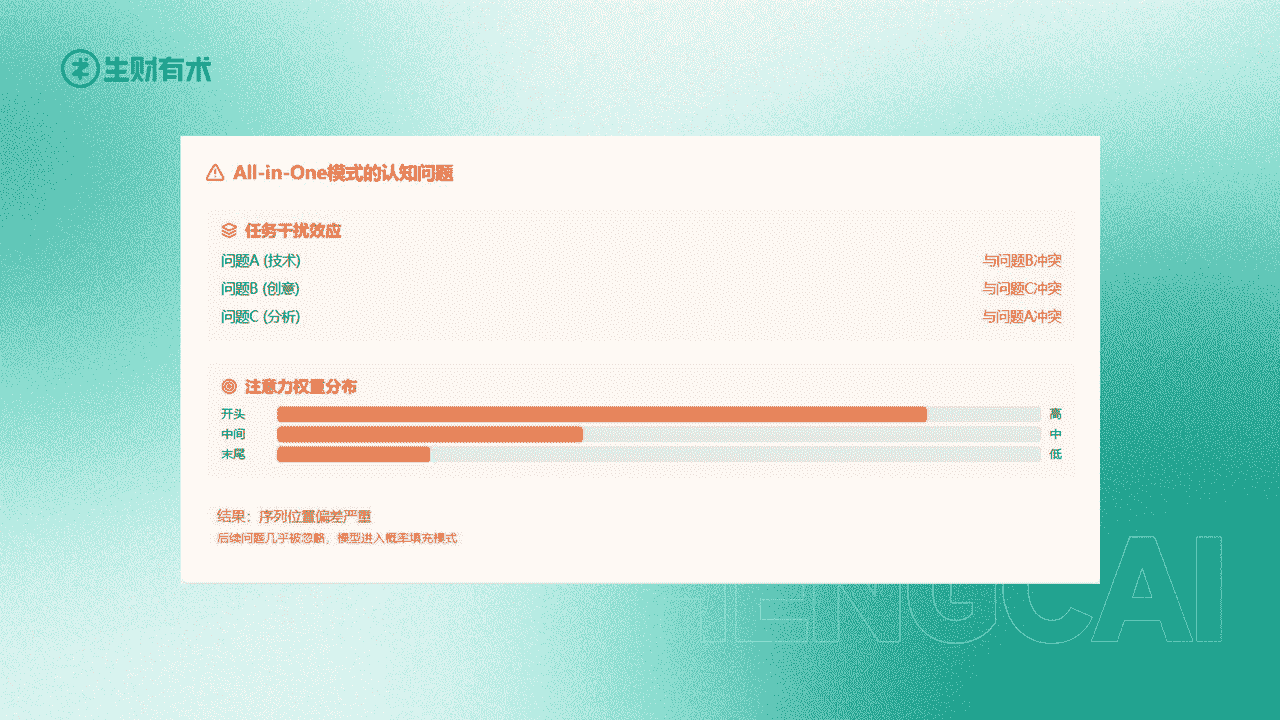 生财有术
All-in-One模式的认知问题
任务干扰效应
问题A (技术) 与问题B冲突
问题B (创意) 与问题C冲突
问题C (分析) 与问题A冲突
注意力权重分布
开头 高
中间 中
末尾 低
结果：序列位置偏差严重
后续问题几乎被忽略，模型进入概率填充模式
HENGCAI